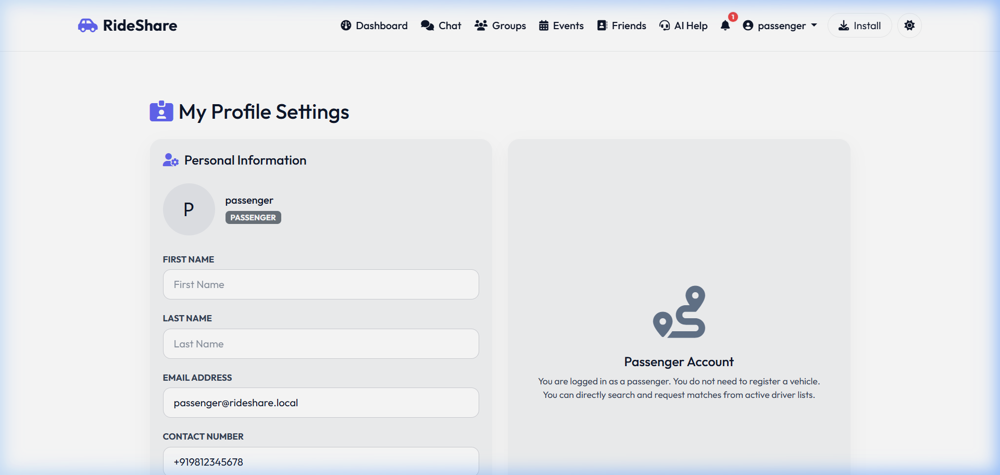 RideShare
Dashboard Chat Groups Events Friends AI Help 1 passenger Install
My Profile Settings
Personal Information
P
passenger
PASSENGER
FIRST NAME
First Name
LAST NAME
Last Name
EMAIL ADDRESS
passenger@rideshare.local
CONTACT NUMBER
+919812345678
Passenger Account
You are logged in as a passenger. You do not need to register a vehicle.
You can directly search and request matches from active driver lists.